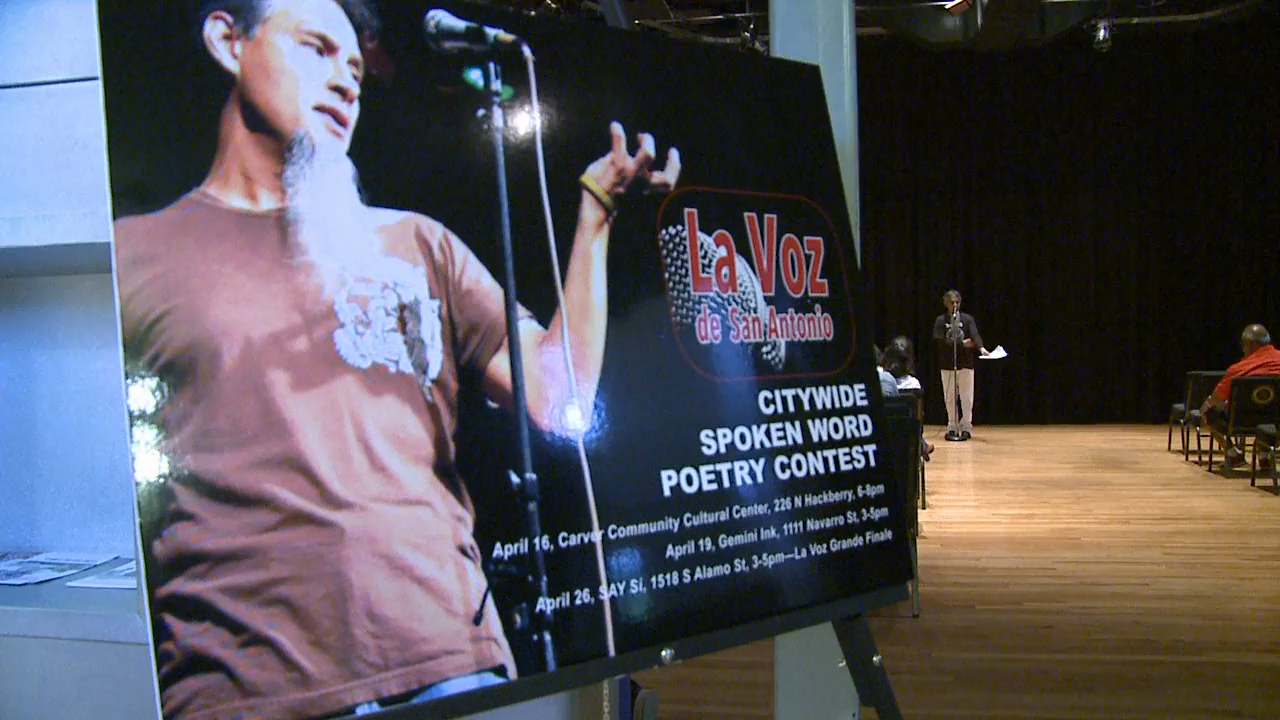 La Voz
de San Antonio
CITYWIDE
SPOKEN WORD
POETRY CONTEST
April 16, Carver Community Cultural Center, 226 N Hackberry, 6-8pm
April 19, Gemini Ink, 1111 Navarro St, 3-5pm
April 26, SAY Sí, 1518 S Alamo St, 3-5pm—La Voz Grande Finale